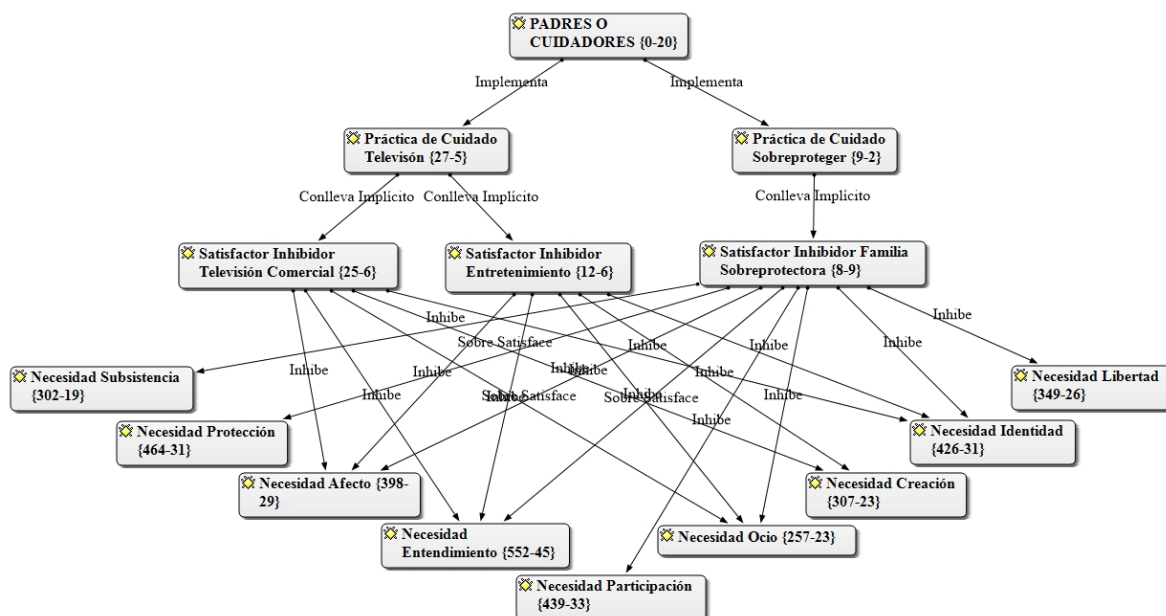 PADRES O
CUIDADORES {0-20}
Implementa
Implementa
Práctica de Cuidado
Televisón {27-5}
Práctica de Cuidado
Sobreproteger {9-2}
Conlleva Implícito
Conlleva Implícito
Conlleva Implícito
Satisfactor Inhibidor
Televisión Comercial {25-6}
Satisfactor Inhibidor
Entretenimiento {12-6}
Satisfactor Inhibidor Familia
Sobreprotectora {8-9}
Inhibe
Inhibe
Sobre Satisface
Inhibe
Inhibe
Inhibe
Inhibe
Inhibe
Inhibe
Inhibe
Necesidad Subsistencia
{302-19}
Necesidad Libertad
{349-26}
Sobre Satisface
Inhibe
Inhibe
Sobre Satisface
Inhibe
Inhibe
Inhibe
Inhibe
Necesidad Protección
{464-31}
Necesidad Identidad
{426-31}
Necesidad Afecto {398-
29}
Necesidad Creación
{307-23}
Necesidad
Entendimiento {552-45}
Necesidad Ocio {257-23}
Necesidad Participación
{439-33}